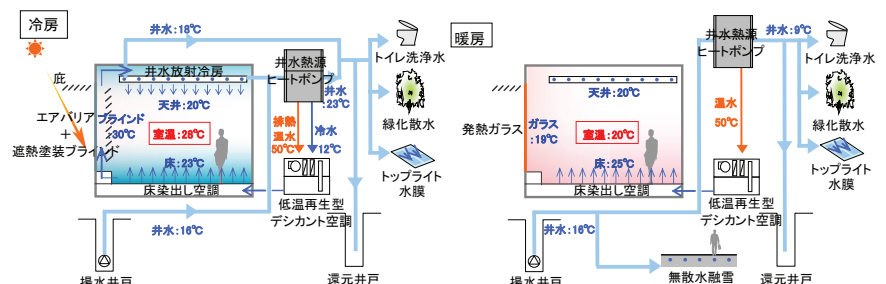 冷房
井水:18℃
井水熱源
ヒートポンプ
トイレ洗浄水
庇
井水放射冷房
井水
:23℃
天井:20℃
エアバリア
+
遮熱塗装ブラインド
ブラインド
:30℃
室温:28℃
排熱
温水
50℃
冷水
12℃
緑化散水
床:23℃
トップライト
水膜
床染出し空調
低温再生型
デシカント空調
井水:16℃
揚水井戸
還元井戸
暖房
井水熱源
ヒートポンプ
井水:9℃
トイレ洗浄水
天井:20℃
温水
50℃
発熱ガラス
ガラス
:19℃
室温:20℃
緑化散水
床:25℃
トップライト
水膜
床染出し空調
低温再生型
デシカント空調
井水:16℃
無散水融雪
揚水井戸
還元井戸